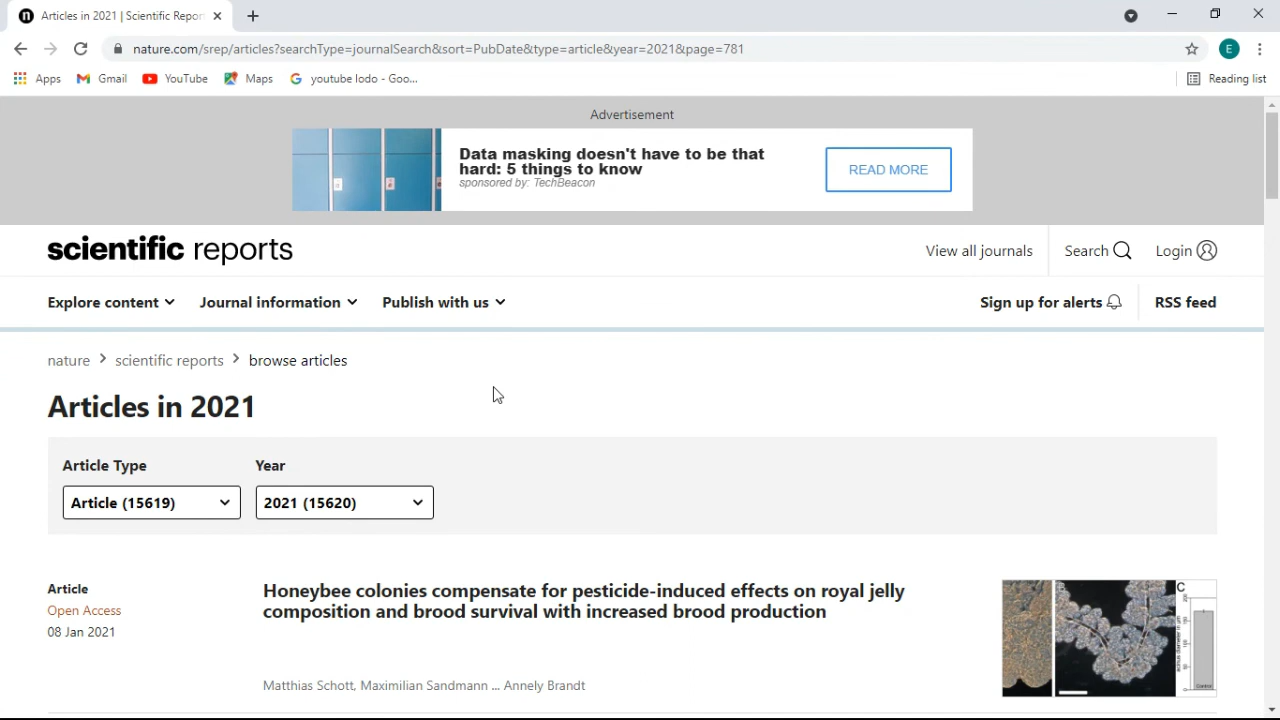 Articles in 2021 | Scientific Repor
nature.com/srep/articles?searchType=journalSearch&sort=PubDate&type=article&year=2021&page=781
E
Apps Gmail YouTube Maps youtube lodo - Goo... Reading list
Advertisement
Data masking doesn't have to be that
hard: 5 things to know
sponsored by: TechBeacon
READ MORE
scientific reports
View all journals Search Login
Explore content Journal information Publish with us Sign up for alerts RSS feed
nature > scientific reports > browse articles
Articles in 2021
Article Type Year
Article (15619) 2021 (15620)
Article
Open Access
08 Jan 2021
Honeybee colonies compensate for pesticide-induced effects on royal jelly
composition and brood survival with increased brood production
Matthias Schott, Maximilian Sandmann ... Annely Brandt
C